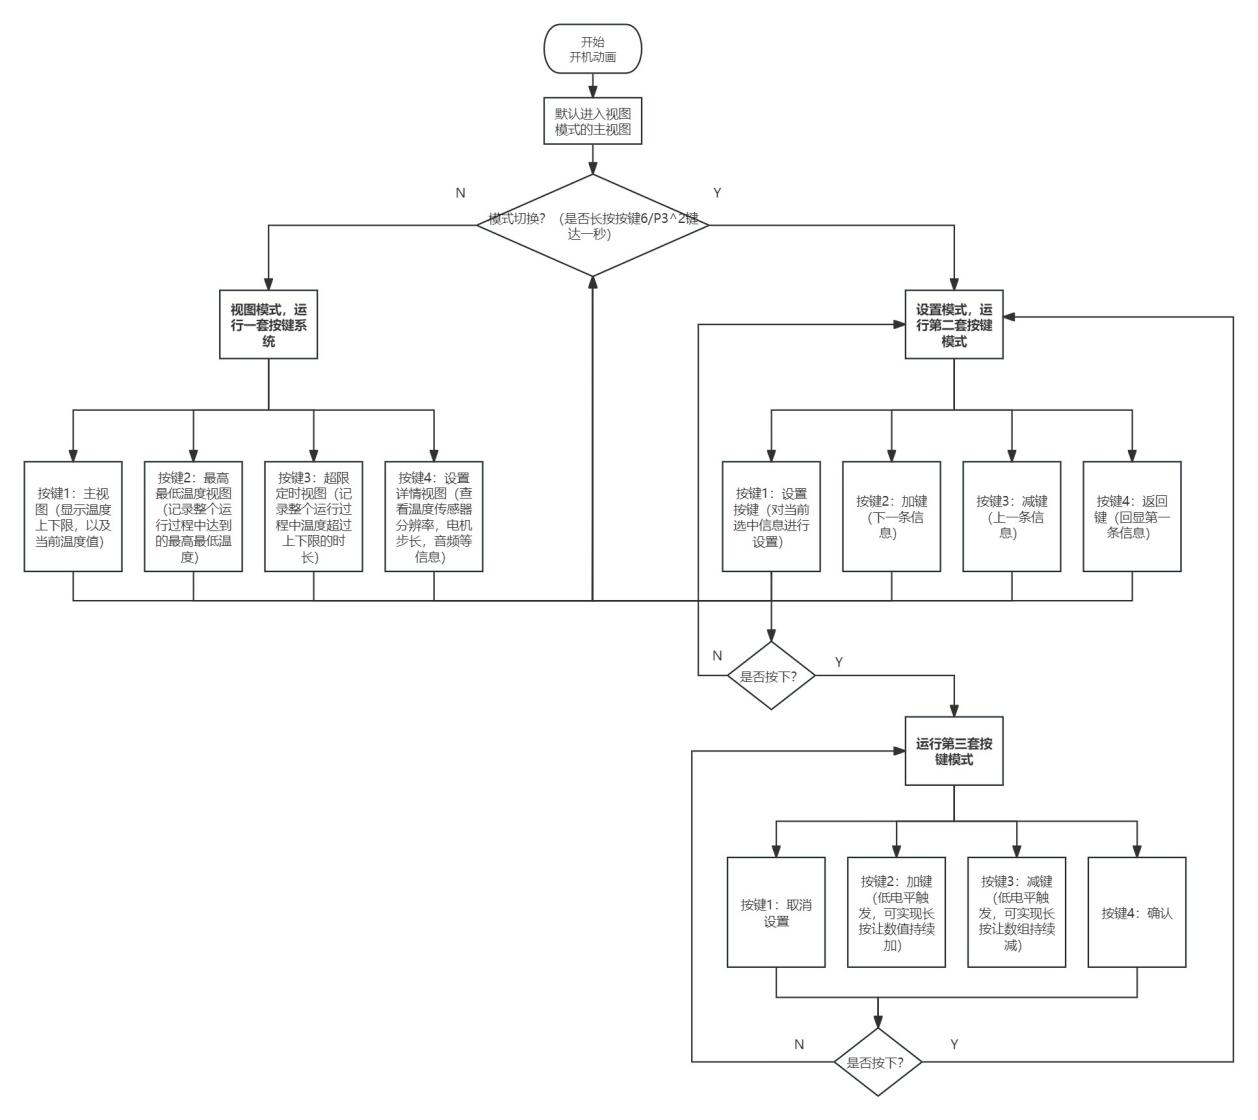 开始
开机动画
默认进入视图
模式的主视图
N
Y
模式切换？（是否长按按键6/P3^2键
达一秒）
视图模式，运
行一套按键系
统
设置模式，运
行第二套按键
模式
按键1：主视
图（显示温度
上下限，以及
当前温度值）
按键2：最高
最低温度视图
（记录整个运
行过程中达到
的最高最低温
度）
按键3：超限
定时视图（记
录整个运行过
程中温度超过
上下限的时
长）
按键4：设置
详情视图（查
看温度传感器
分辨率，电机
步长，音频等
信息）
按键1：设置
按键（对当前
选中信息进行
设置）
按键2：加键
（下一条信
息）
按键3：减键
（上一条信
息）
按键4：返回
键（回显第一
条信息）
N
是否按下？
Y
运行第三套按
键模式
按键1：取消
设置
按键2：加键
（低电平触
发，可实现长
按让数值持续
加）
按键3：减键
（低电平触
发，可实现长
按让数组持续
减）
按键4：确认
N
是否按下？
Y